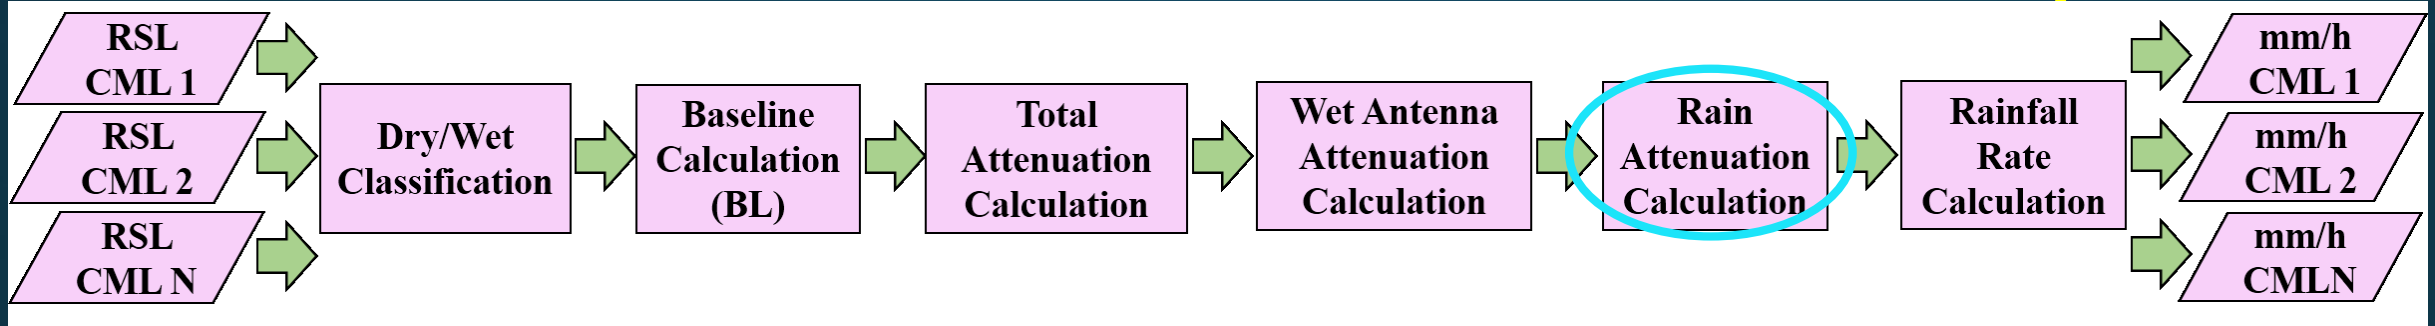 RSL
CML 1
RSL
CML 2
RSL
CML N
Dry/Wet
Classification
Baseline
Calculation
(BL)
Total
Attenuation
Calculation
Wet Antenna
Attenuation
Calculation
Rain
Attenuation
Calculation
Rainfall
Rate
Calculation
mm/h
CML 1
mm/h
CML 2
mm/h
CMLN